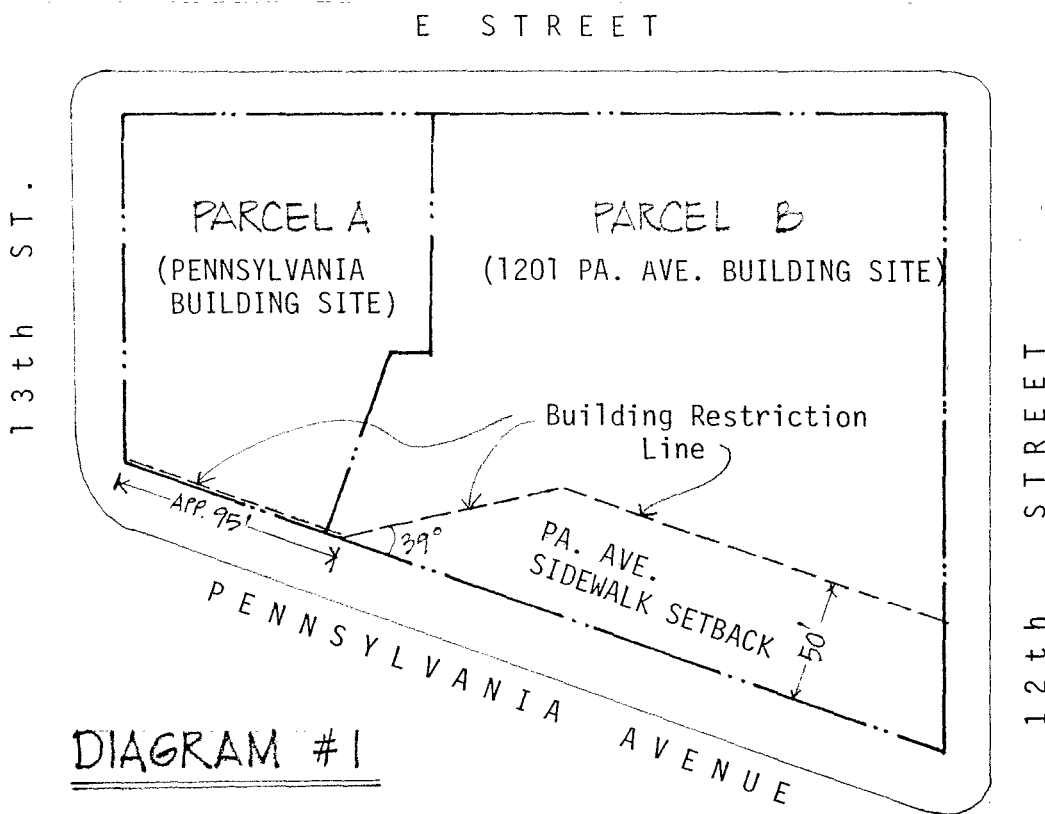 E STREET
13th ST.
PARCEL A
(PENNSYLVANIA
BUILDING SITE)
PARCEL B
(1201 PA. AVE. BUILDING SITE)
Building Restriction
Line
APP. 95'
39°
PA. AVE.
SIDEWALK SETBACK
50'
12th STREET
PENNSYLVANIA AVENUE
DIAGRAM #1